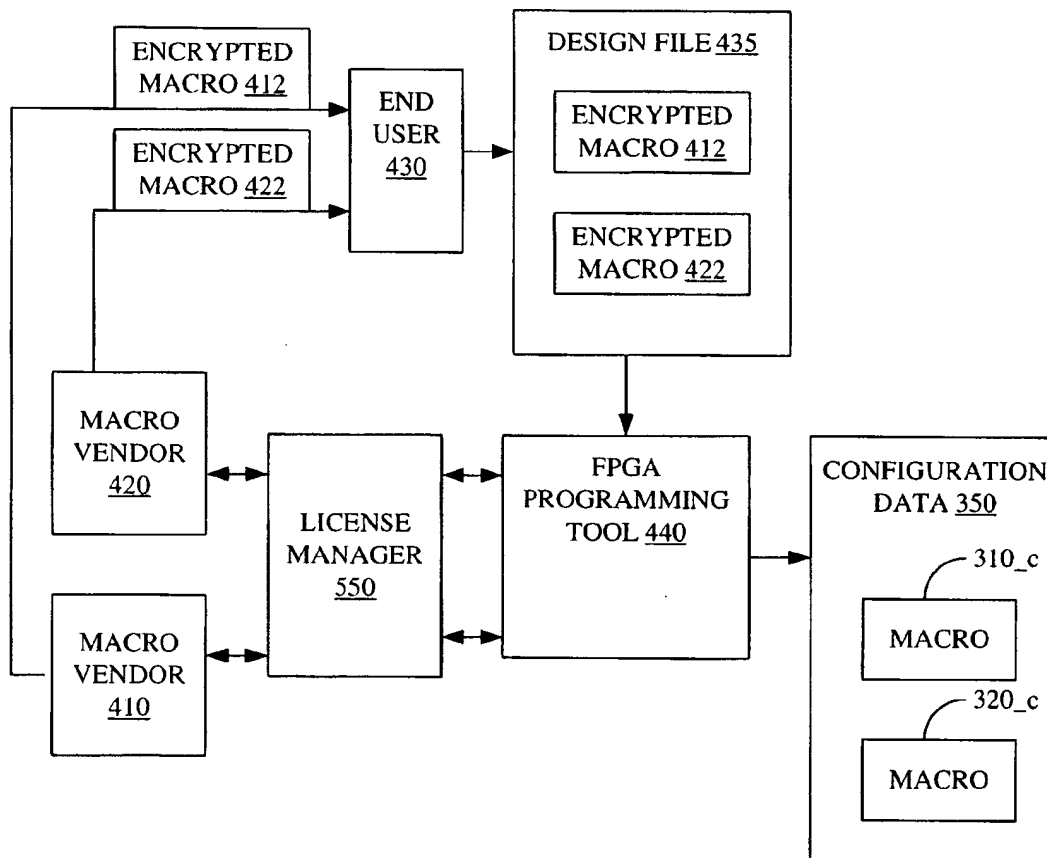 ENCRYPTED
MACRO 412
ENCRYPTED
MACRO 422
END
USER
430
DESIGN FILE 435
ENCRYPTED
MACRO 412
ENCRYPTED
MACRO 422
MACRO
VENDOR
420
MACRO
VENDOR
410
LICENSE
MANAGER
550
FPGA
PROGRAMMING
TOOL 440
CONFIGURATION
DATA 350
310_c
MACRO
320_c
MACRO